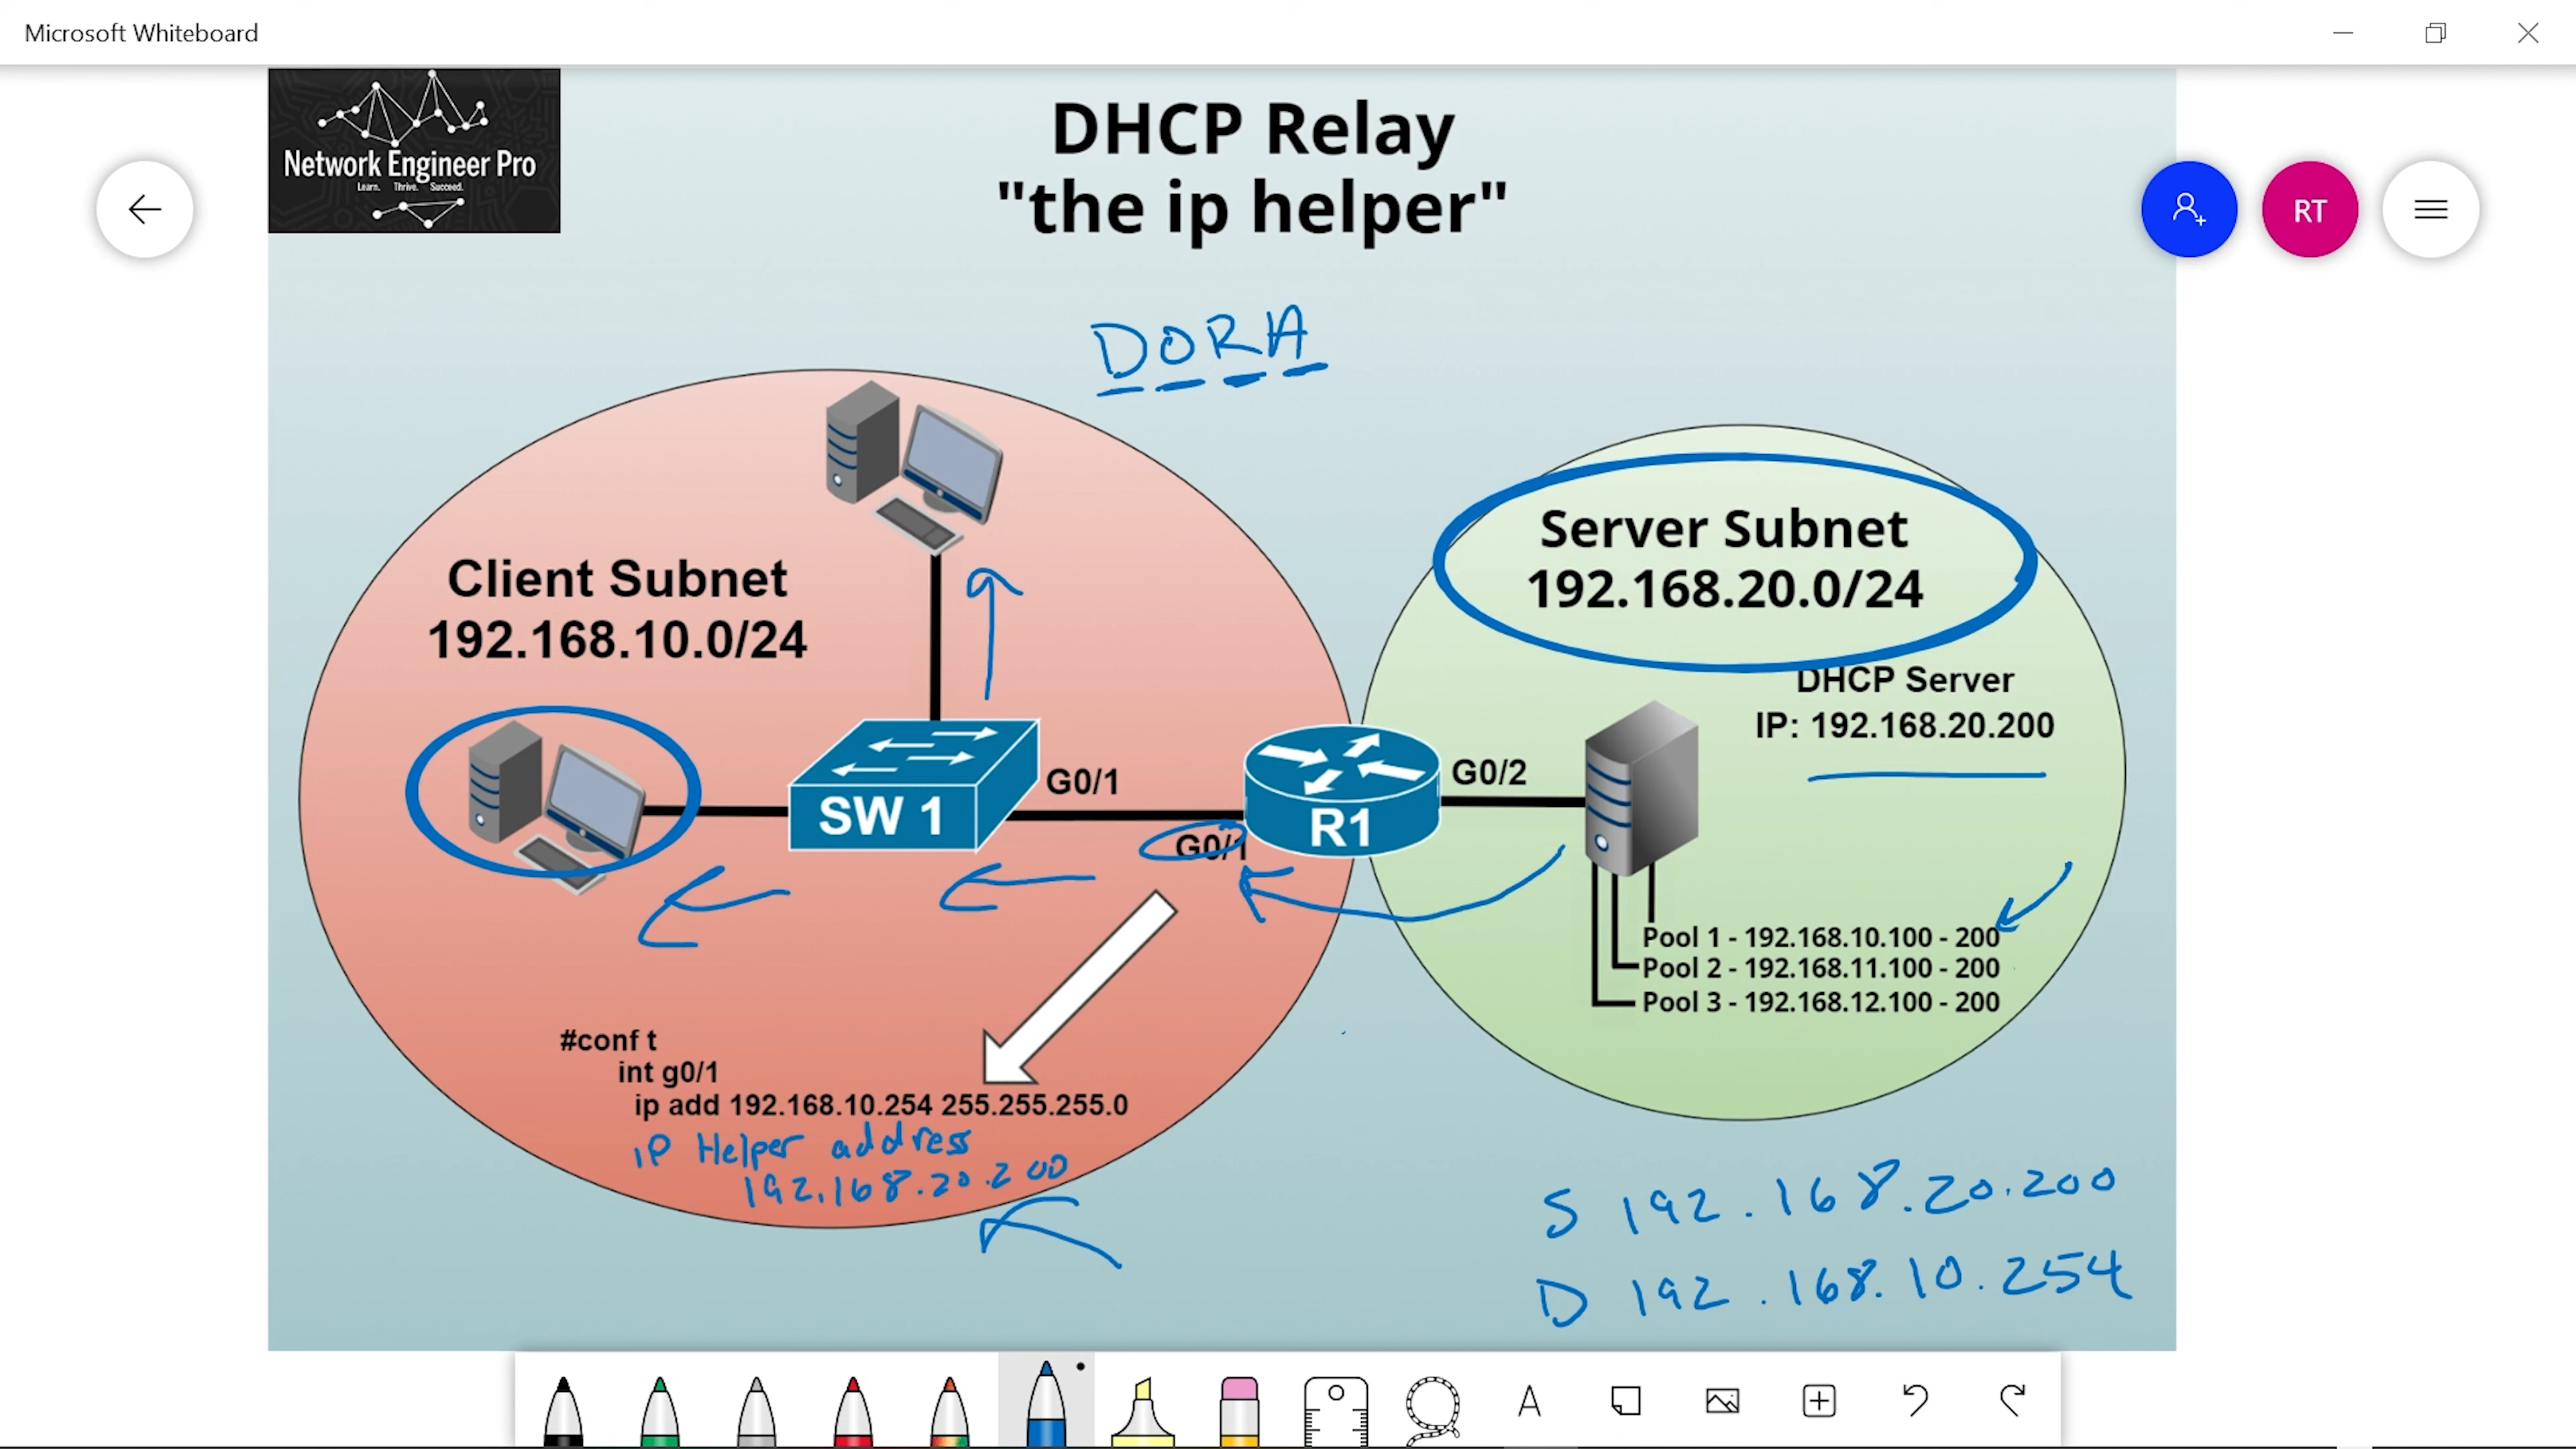 Microsoft Whiteboard
Network Engineer Pro
Learn. Thrive. Succeed.
DHCP Relay
"the ip helper"
RT
DORA
Client Subnet
192.168.10.0/24
Server Subnet
192.168.20.0/24
DHCP Server
IP: 192.168.20.200
SW 1
G0/1
G0/1
R1
G0/2
Pool 1 - 192.168.10.100 - 200
Pool 2 - 192.168.11.100 - 200
Pool 3 - 192.168.12.100 - 200
#conf t
int g0/1
ip add 192.168.10.254 255.255.255.0
iP Helper address
192.168.20.200
S 192.168.20.200
D 192.168.10.254
A